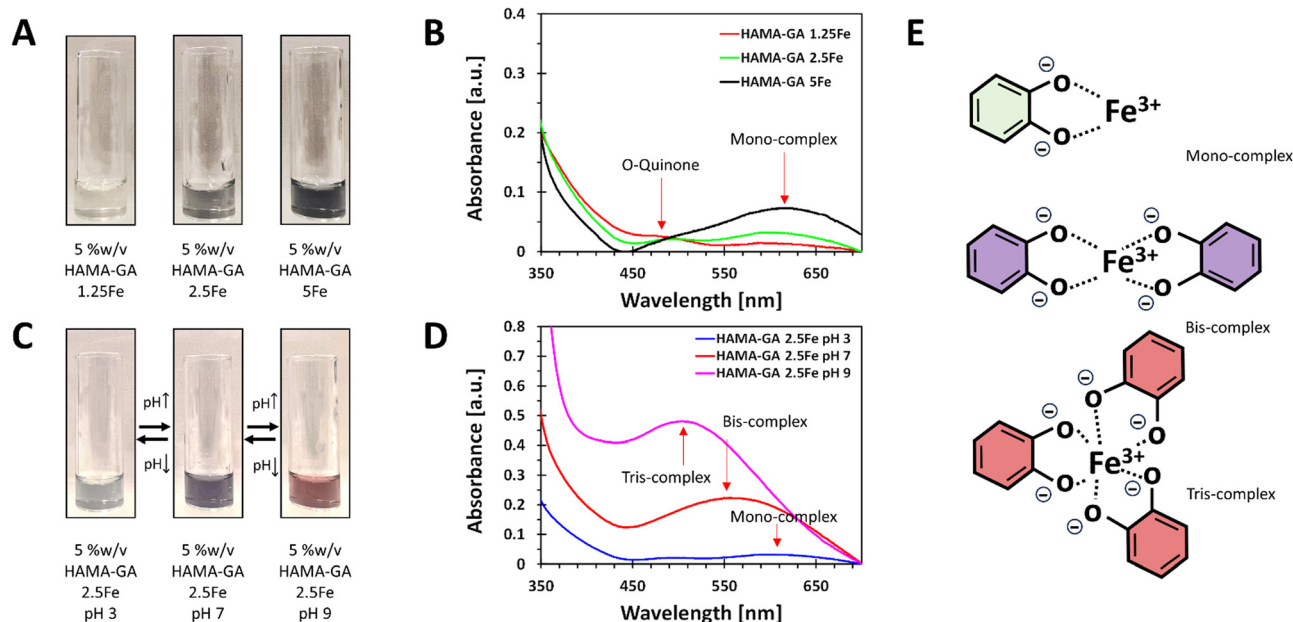 A
5 %w/v
HAMA-GA
1.25Fe
5 %w/v
HAMA-GA
2.5Fe
5 %w/v
HAMA-GA
5Fe
B
Absorbance [a.u.]
0.4
0.3
0.2
0.1
0
HAMA-GA 1.25Fe
HAMA-GA 2.5Fe
HAMA-GA 5Fe
O-Quinone
Mono-complex
350
450
550
650
Wavelength [nm]
C
pH↑
pH↓
pH↑
pH↓
5 %w/v
HAMA-GA
2.5Fe
pH 3
5 %w/v
HAMA-GA
2.5Fe
pH 7
5 %w/v
HAMA-GA
2.5Fe
pH 9
D
Absorbance [a.u.]
0.8
0.7
0.6
0.5
0.4
0.3
0.2
0.1
0
HAMA-GA 2.5Fe pH 3
HAMA-GA 2.5Fe pH 7
HAMA-GA 2.5Fe pH 9
Bis-complex
Tris-complex
Mono-complex
350
450
550
650
Wavelength [nm]
E
O
O
Fe3+
Mono-complex
O
O
Fe3+
O
O
Bis-complex
O
O
O
O
Fe3+
O
O
Tris-complex